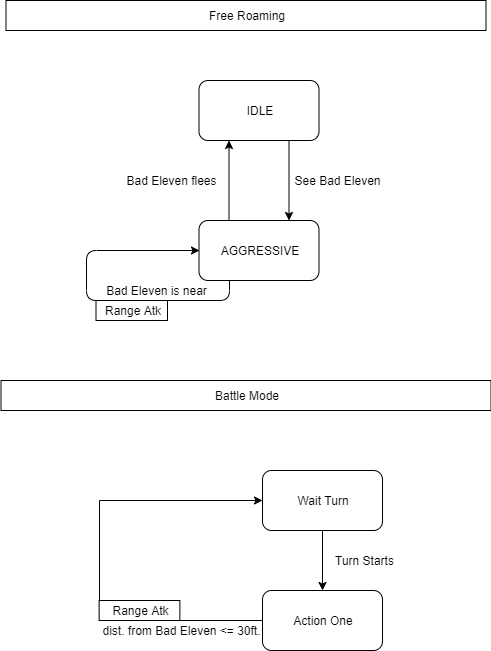 Free Roaming
IDLE
Bad Eleven flees
See Bad Eleven
AGGRESSIVE
Bad Eleven is near
Range Atk
Battle Mode
Wait Turn
Turn Starts
Range Atk
Action One
dist. from Bad Eleven <= 30ft.